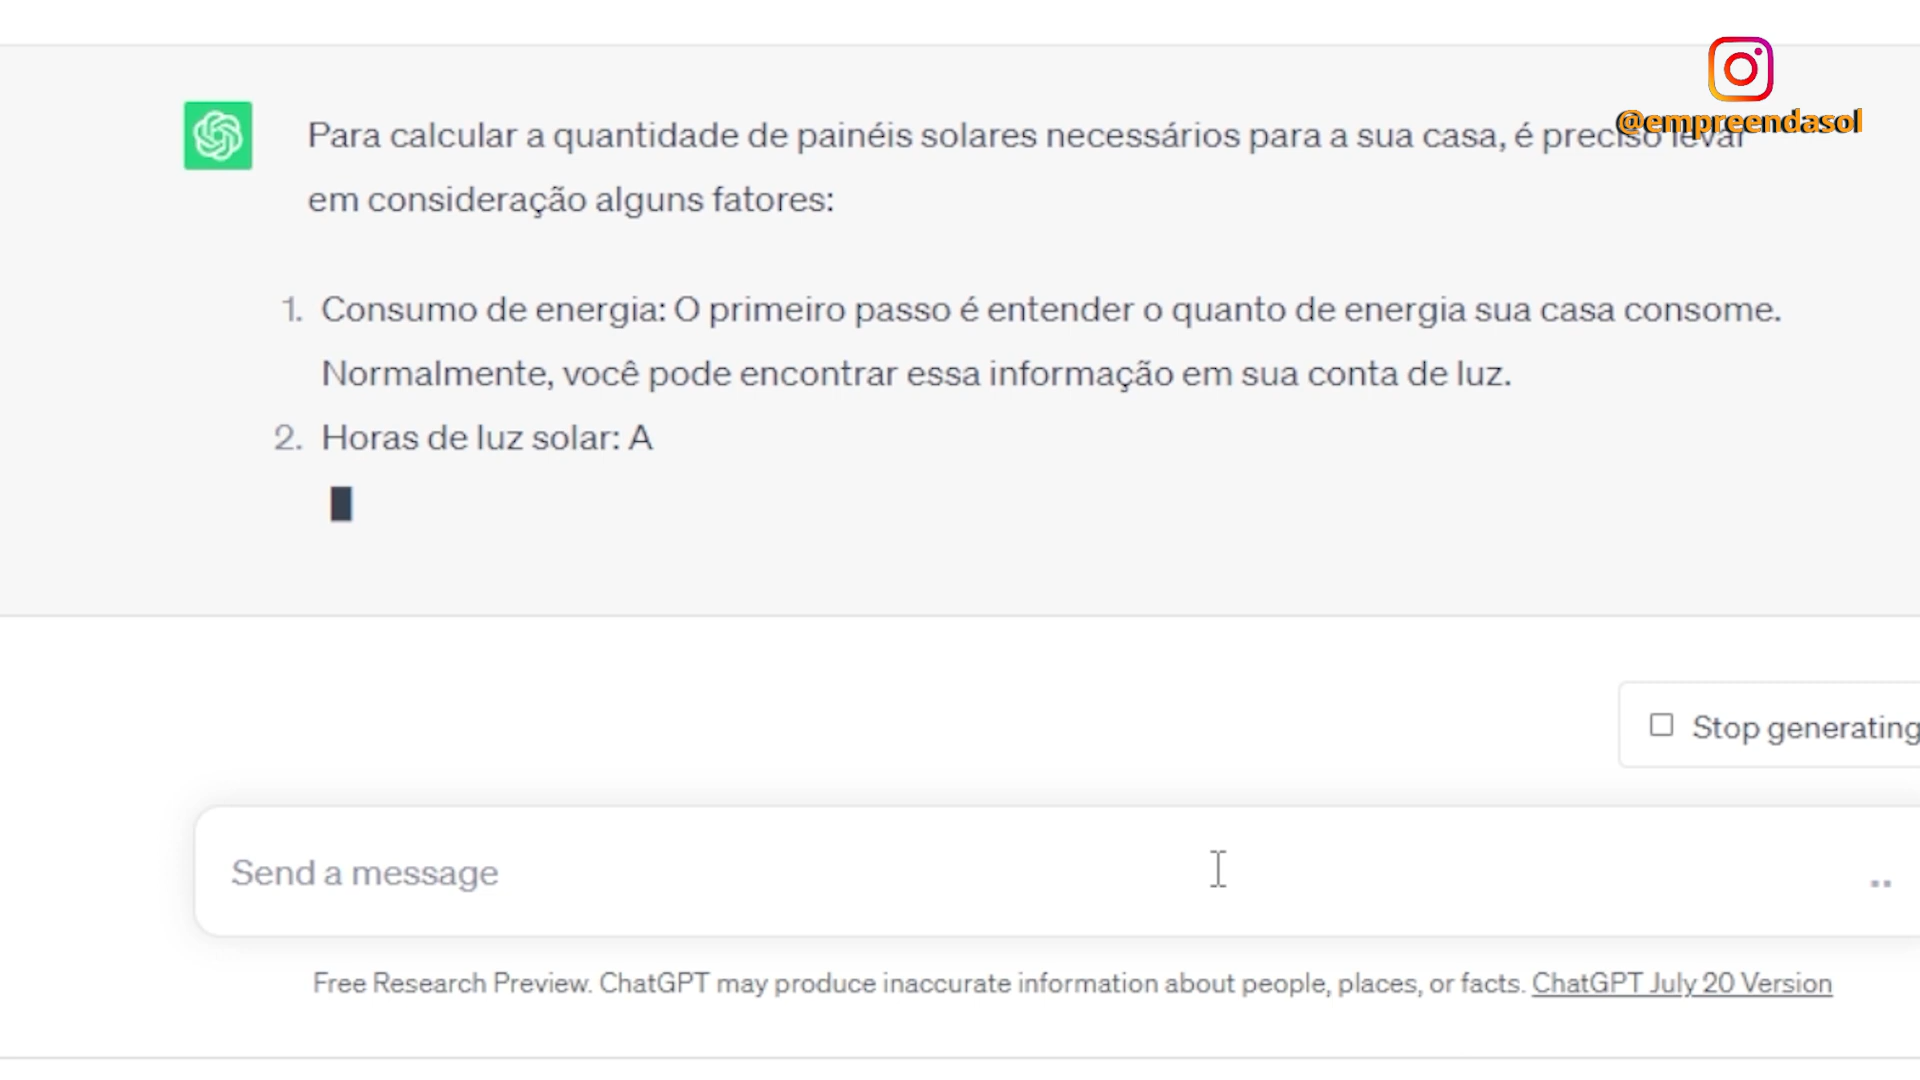 @empreendasol
Para calcular a quantidade de painéis solares necessários para a sua casa, é preciso levar
em consideração alguns fatores:
1. Consumo de energia: O primeiro passo é entender o quanto de energia sua casa consome.
Normalmente, você pode encontrar essa informação em sua conta de luz.
2. Horas de luz solar: A
Stop generating
Send a message
Free Research Preview. ChatGPT may produce inaccurate information about people, places, or facts. ChatGPT July 20 Version